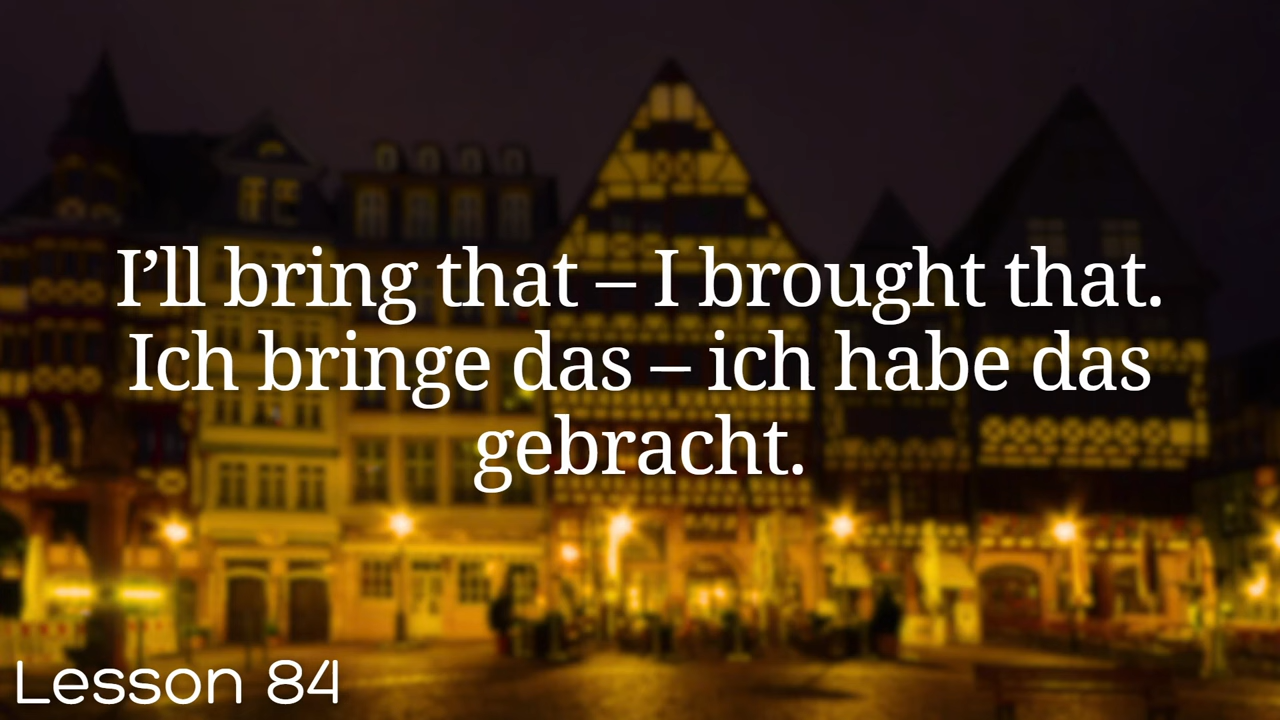 I’ll bring that – I brought that.
Ich bringe das – ich habe das
gebracht.
Lesson 84